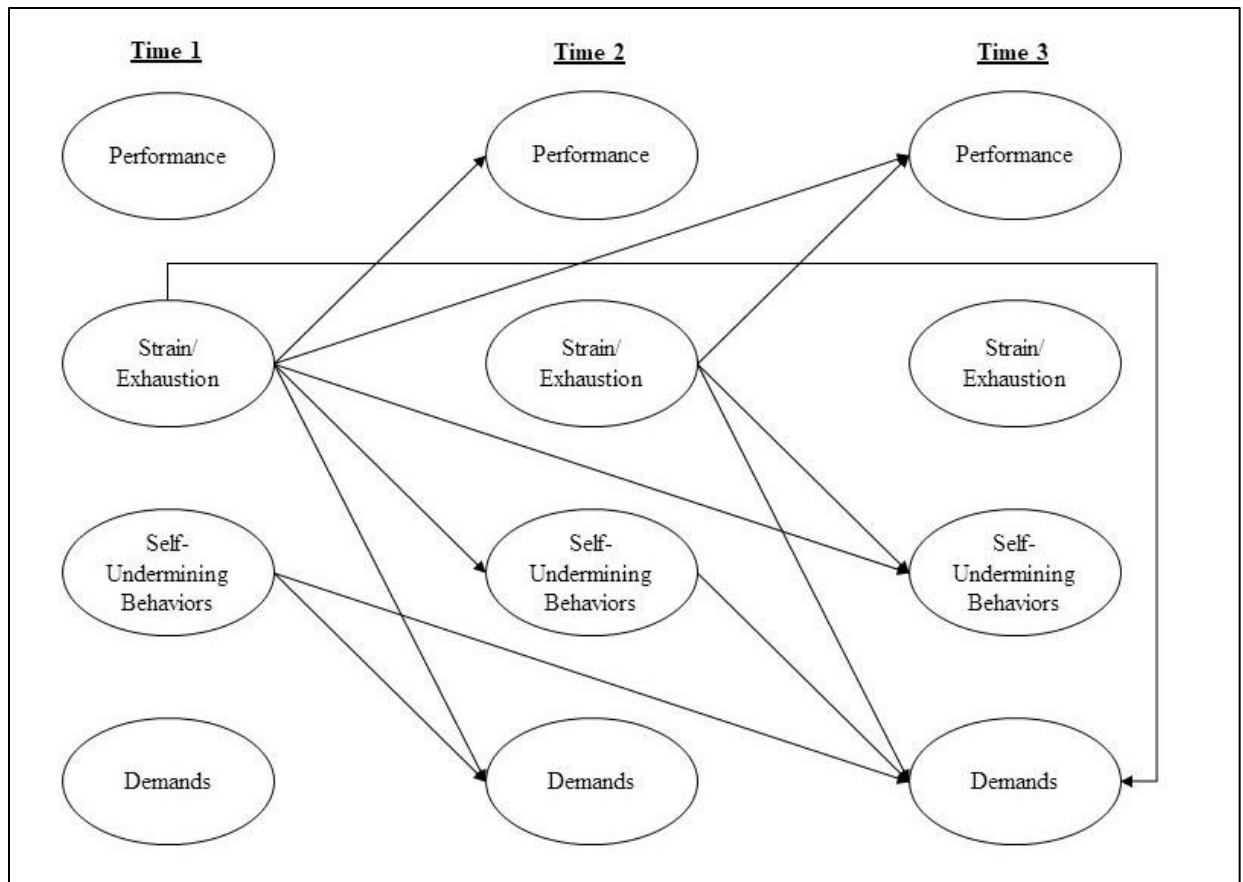 Time 1
Time 2
Time 3
Performance
Performance
Performance
Strain/
Exhaustion
Strain/
Exhaustion
Strain/
Exhaustion
Self-
Undermining
Behaviors
Self-
Undermining
Behaviors
Self-
Undermining
Behaviors
Demands
Demands
Demands